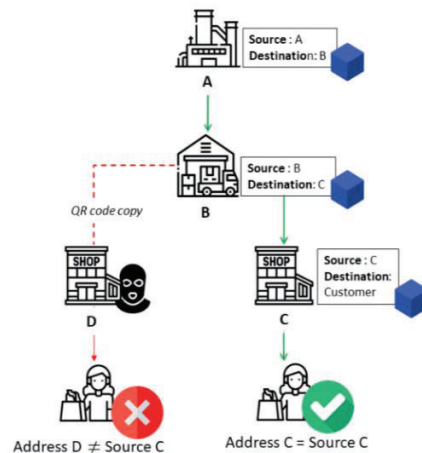 Source : A
Destination: B
A
Source : B
Destination: C
B
QR code copy
SHOP
SHOP
Source : C
Destination:
Customer
D
C
Address D ≠ Source C
Address C = Source C